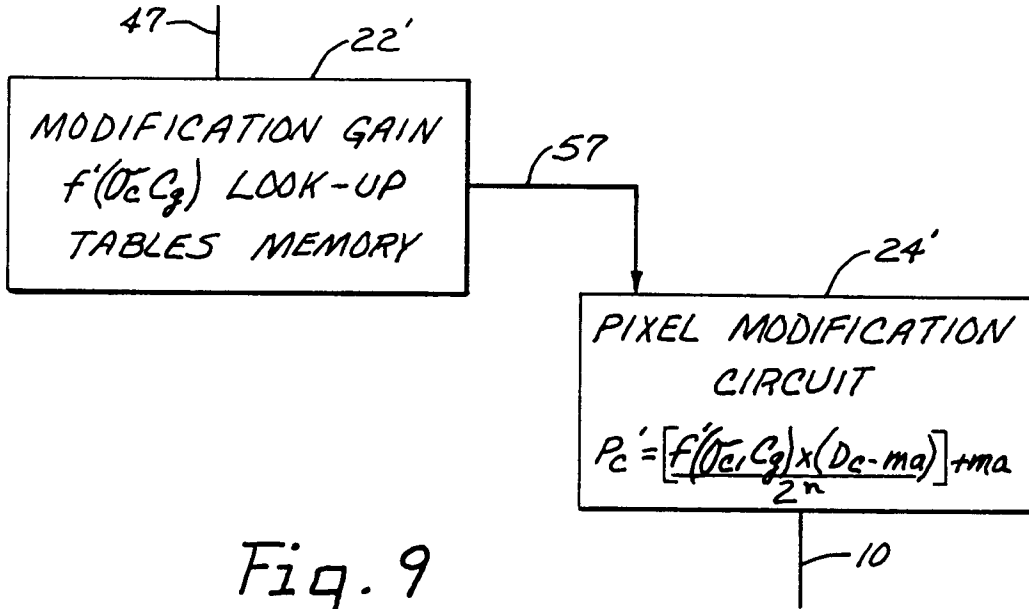 47
22'
MODIFICATION GAIN
f'(σc Cg) LOOK-UP
TABLES MEMORY
57
24'
PIXEL MODIFICATION
CIRCUIT
Pc' = [f'(σc, Cg) x (Dc-ma) / 2^n] + ma
10
Fig. 9